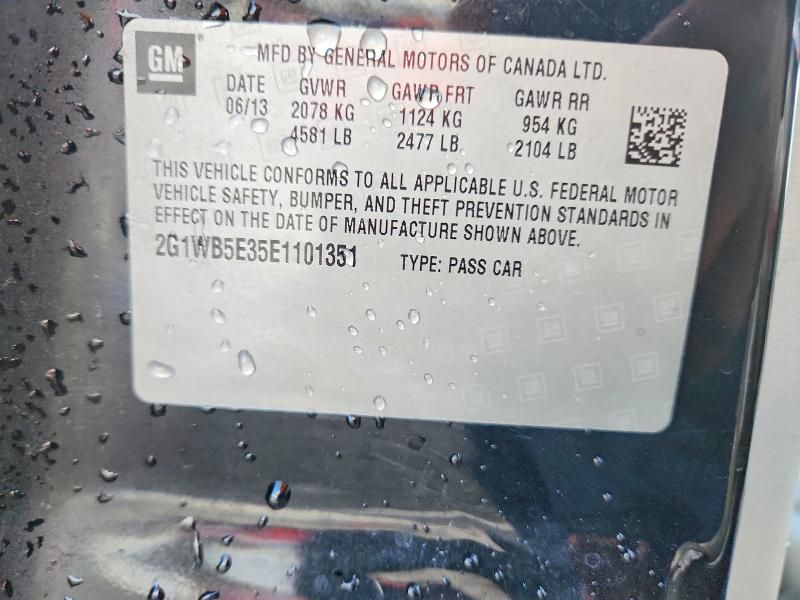 GM
MFD BY GENERAL MOTORS OF CANADA LTD.
DATE GVWR GAWR FRT GAWR RR
06/13 2078 KG 1124 KG 954 KG
4581 LB 2477 LB 2104 LB
THIS VEHICLE CONFORMS TO ALL APPLICABLE U.S. FEDERAL MOTOR
VEHICLE SAFETY, BUMPER, AND THEFT PREVENTION STANDARDS IN
EFFECT ON THE DATE OF MANUFACTURE SHOWN ABOVE.
2G1WB5E35E1101351 TYPE: PASS CAR